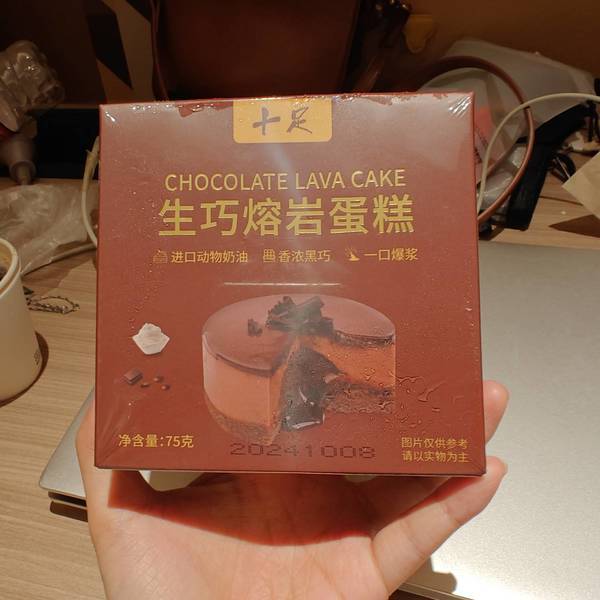 十足
CHOCOLATE LAVA CAKE
生巧熔岩蛋糕
进口动物奶油 香浓黑巧 一口爆浆
净含量:75克
20241008
图片仅供参考
请以实物为主